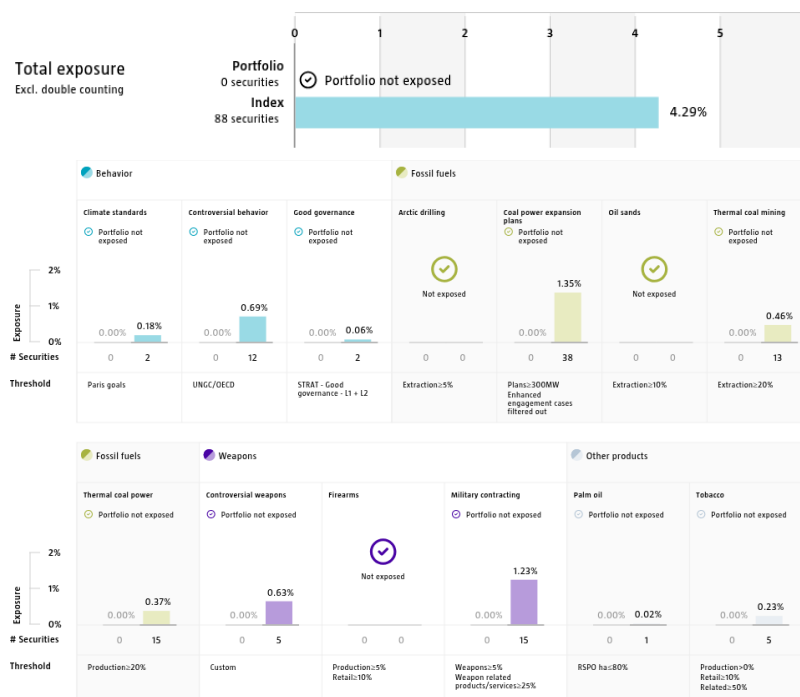 0 1 2 3 4 5
Total exposure
Excl. double counting
Portfolio
0 securities
Portfolio not exposed
Index
88 securities
4.29%
Behavior
Fossil fuels
Climate standards
Portfolio not
exposed
Controversial behavior
Portfolio not
exposed
Good governance
Portfolio not
exposed
Arctic drilling
Not exposed
Coal power expansion
plans
Portfolio not
exposed
Oil sands
Not exposed
Thermal coal mining
Portfolio not
exposed
Exposure
2%
1%
0%
0.00% 0.18%
0.00% 0.69%
0.00% 0.06%
0.00% 1.35%
0.00% 0.46%
# Securities 0 2 0 12 0 2 0 0 0 38 0 0 0 13
Threshold
Paris goals
UNGC/OECD
STRAT - Good
governance - L1 + L2
Extraction≥5%
Plans≥300MW
Enhanced
engagement cases
filtered out
Extraction≥10%
Extraction≥20%
Fossil fuels
Weapons
Other products
Thermal coal power
Portfolio not exposed
Controversial weapons
Portfolio not exposed
Firearms
Not exposed
Military contracting
Portfolio not exposed
Palm oil
Portfolio not exposed
Tobacco
Portfolio not exposed
Exposure
2%
1%
0%
0.00% 0.37%
0.00% 0.63%
0.00% 1.23%
0.00% 0.02%
0.00% 0.23%
# Securities 0 15 0 5 0 0 0 15 0 1 0 5
Threshold
Production≥20%
Custom
Production≥5%
Retail≥10%
Weapons≥5%
Weapon related
products/services≥25%
RSPO ha≤80%
Production>0%
Retail≥10%
Related≥50%